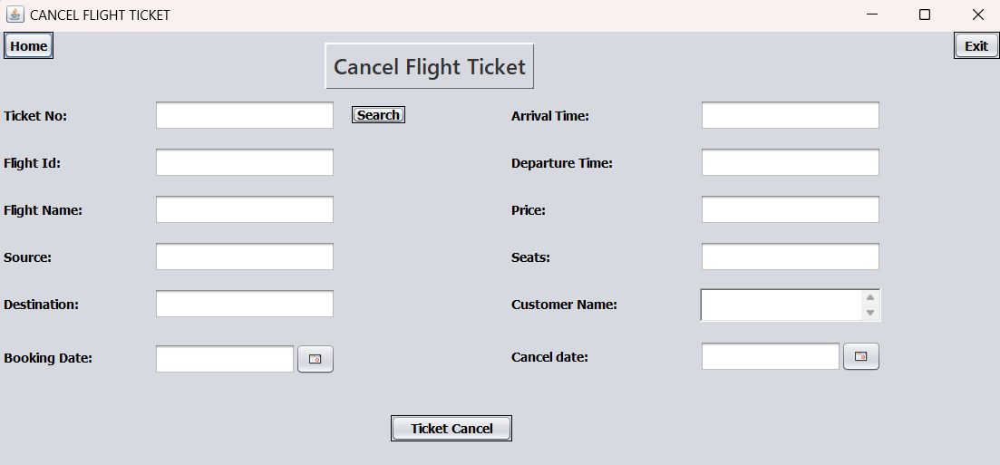 CANCEL FLIGHT TICKET
Home
Exit
Cancel Flight Ticket
Ticket No:
Search
Arrival Time:
Flight Id:
Departure Time:
Flight Name:
Price:
Source:
Seats:
Destination:
Customer Name:
Booking Date:
Cancel date:
Ticket Cancel